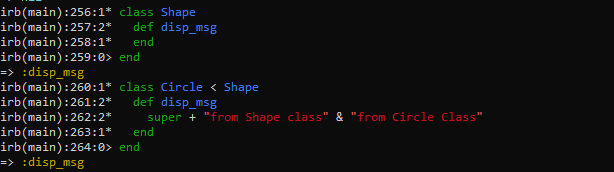 irb(main):256:1* class Shape
irb(main):257:2*   def disp_msg
irb(main):258:1*   end
irb(main):259:0> end
=> :disp_msg
irb(main):260:1* class Circle < Shape
irb(main):261:2*   def disp_msg
irb(main):262:2*     super + "from Shape class" & "from Circle Class"
irb(main):263:1*   end
irb(main):264:0> end
=> :disp_msg